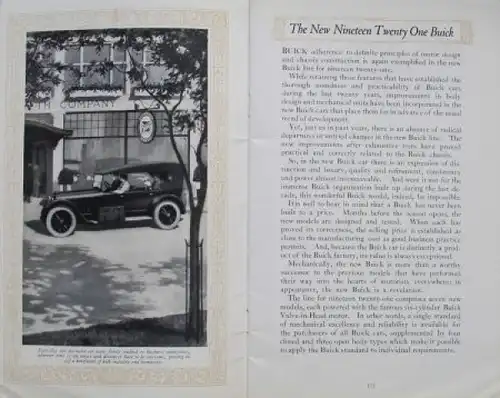 TH COMPANY
The New Nineteen Twenty One Buick
BUICK adherence to definite principles of motor design
and chassis construction is again exemplified in the new
Buick line for nineteen twenty-one.
While retaining those features that have established the
thorough soundness and practicability of Buick cars
during the last twenty years, improvements in body
design and mechanical units have been incorporated in the
new Buick cars that place them far in advance of the usual
trend of development.
Yet, just as in past years, there is an absence of radical
departures or untried changes in the new Buick line. The
new improvements after exhaustive tests have proved
practical and correctly related to the Buick chassis.
So, in the new Buick car there is an expression of dis-
tinction and luxury, quality and refinement, constancy
and power almost immeasurable. And were it not for the
immense Buick organization built up during the last de-
cade, this wonderful Buick model, indeed, be impossible.
It is well to bear in mind that a Buick has never been
built to a price. Months before the season opens, the
new models are designed and tested. When each has
proved its correctness, the selling price is established as
close to the manufacturing cost as good business practice
permits. And, because the Buick car is distinctly a prod-
uct of the Buick factory, its value is always exceptional.
Mechanically, the new Buick is more than a worthy
successor to the previous models that have performed
their way into the hearts of motorists, everywhere; in
appearance, the new Buick is a revelation.
The line for nineteen twenty-one comprises seven new
models, each powered with the famous six-cylinder Buick
Valve-in-Head motor. In other words, a single standard
of mechanical excellence and reliability is available for
the purchasers of all Buick cars, supplemented by four
closed and three open body types which make it possible
to apply the Buick standard to individual requirements.